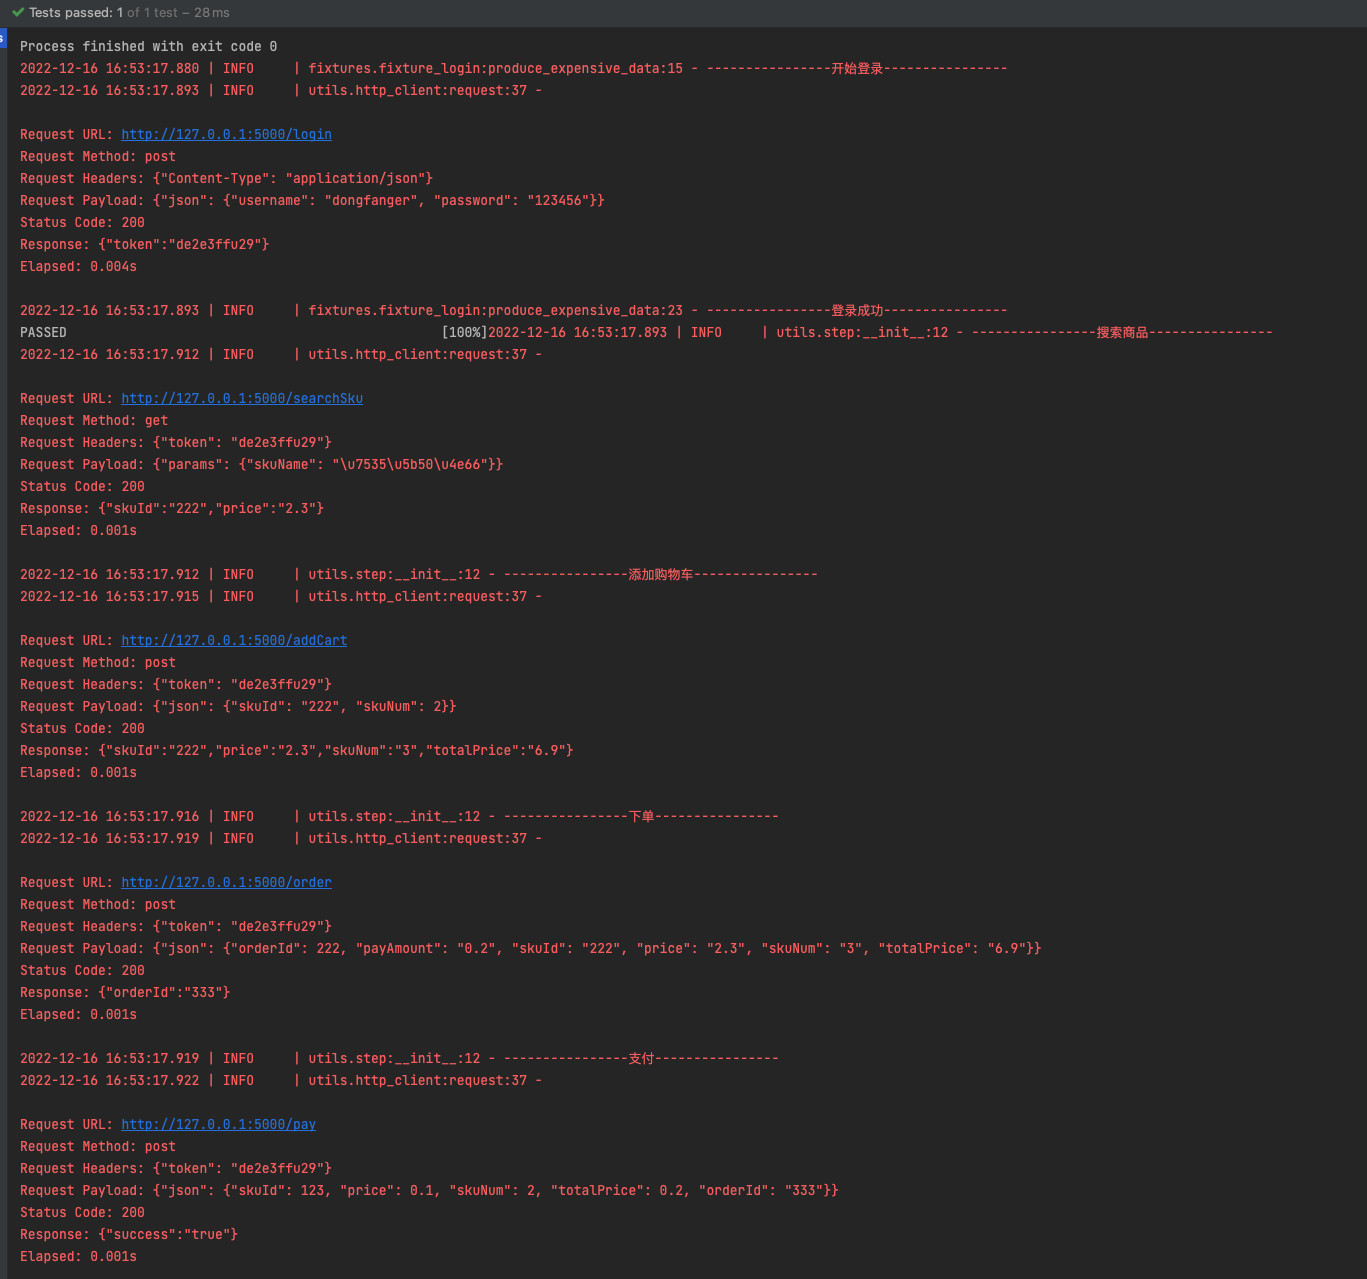 Tests passed: 1 of 1 test – 28 ms
s
Process finished with exit code 0
2022-12-16 16:53:17.880 | INFO     | fixtures.fixture_login:produce_expensive_data:15 - ----------------开始登录----------------
2022-12-16 16:53:17.893 | INFO     | utils.http_client:request:37 -
Request URL: http://127.0.0.1:5000/login
Request Method: post
Request Headers: {"Content-Type": "application/json"}
Request Payload: {"json": {"username": "dongfanger", "password": "123456"}}
Status Code: 200
Response: {"token":"de2e3ffu29"}
Elapsed: 0.004s
2022-12-16 16:53:17.893 | INFO     | fixtures.fixture_login:produce_expensive_data:23 - ----------------登录成功----------------
PASSED                                                [100%]2022-12-16 16:53:17.893 | INFO     | utils.step:__init__:12 - ----------------搜索商品----------------
2022-12-16 16:53:17.912 | INFO     | utils.http_client:request:37 -
Request URL: http://127.0.0.1:5000/searchSku
Request Method: get
Request Headers: {"token": "de2e3ffu29"}
Request Payload: {"params": {"skuName": "\u7535\u5b50\u4e66"}}
Status Code: 200
Response: {"skuId":"222","price":"2.3"}
Elapsed: 0.001s
2022-12-16 16:53:17.912 | INFO     | utils.step:__init__:12 - ----------------添加购物车----------------
2022-12-16 16:53:17.915 | INFO     | utils.http_client:request:37 -
Request URL: http://127.0.0.1:5000/addCart
Request Method: post
Request Headers: {"token": "de2e3ffu29"}
Request Payload: {"json": {"skuId": "222", "skuNum": 2}}
Status Code: 200
Response: {"skuId":"222","price":"2.3","skuNum":"3","totalPrice":"6.9"}
Elapsed: 0.001s
2022-12-16 16:53:17.916 | INFO     | utils.step:__init__:12 - ----------------下单----------------
2022-12-16 16:53:17.919 | INFO     | utils.http_client:request:37 -
Request URL: http://127.0.0.1:5000/order
Request Method: post
Request Headers: {"token": "de2e3ffu29"}
Request Payload: {"json": {"orderId": 222, "payAmount": "0.2", "skuId": "222", "price": "2.3", "skuNum": "3", "totalPrice": "6.9"}}
Status Code: 200
Response: {"orderId":"333"}
Elapsed: 0.001s
2022-12-16 16:53:17.919 | INFO     | utils.step:__init__:12 - ----------------支付----------------
2022-12-16 16:53:17.922 | INFO     | utils.http_client:request:37 -
Request URL: http://127.0.0.1:5000/pay
Request Method: post
Request Headers: {"token": "de2e3ffu29"}
Request Payload: {"json": {"skuId": 123, "price": 0.1, "skuNum": 2, "totalPrice": 0.2, "orderId": "333"}}
Status Code: 200
Response: {"success":"true"}
Elapsed: 0.001s